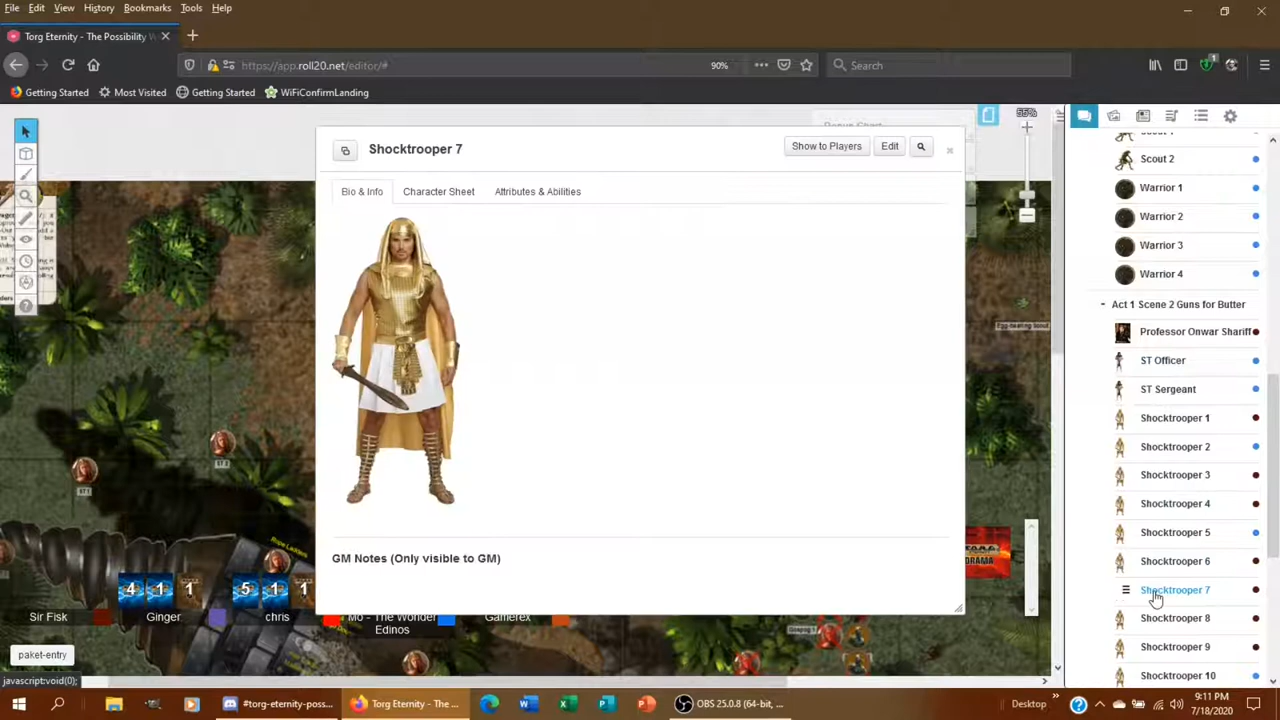 File Edit View History Bookmarks Tools Help
Torg Eternity - The Possibility W
https://app.roll20.net/editor/#
90%
Search
Getting Started Most Visited Getting Started WiFiConfirmLanding
55%
Shocktrooper 7
Show to Players Edit
Bio & Info Character Sheet Attributes & Abilities
GM Notes (Only visible to GM)
Scout 1
Scout 2
Warrior 1
Warrior 2
Warrior 3
Warrior 4
- Act 1 Scene 2 Guns for Butter
Professor Onwar Shariff
ST Officer
ST Sergeant
Shocktrooper 1
Shocktrooper 2
Shocktrooper 3
Shocktrooper 4
Shocktrooper 5
Shocktrooper 6
Shocktrooper 7
Shocktrooper 8
Shocktrooper 9
Shocktrooper 10
Egg-bearing Scout
DRAMA
4 1 1 5 1 1
Sir Fisk Ginger chris Mo - The Wonder Edinos Gamerex
paket-entry
javascript:void(0);
#torg-eternity-poss... Torg Eternity - The ... OBS 25.0.8 (64-bit, ... Desktop
9:11 PM
7/18/2020